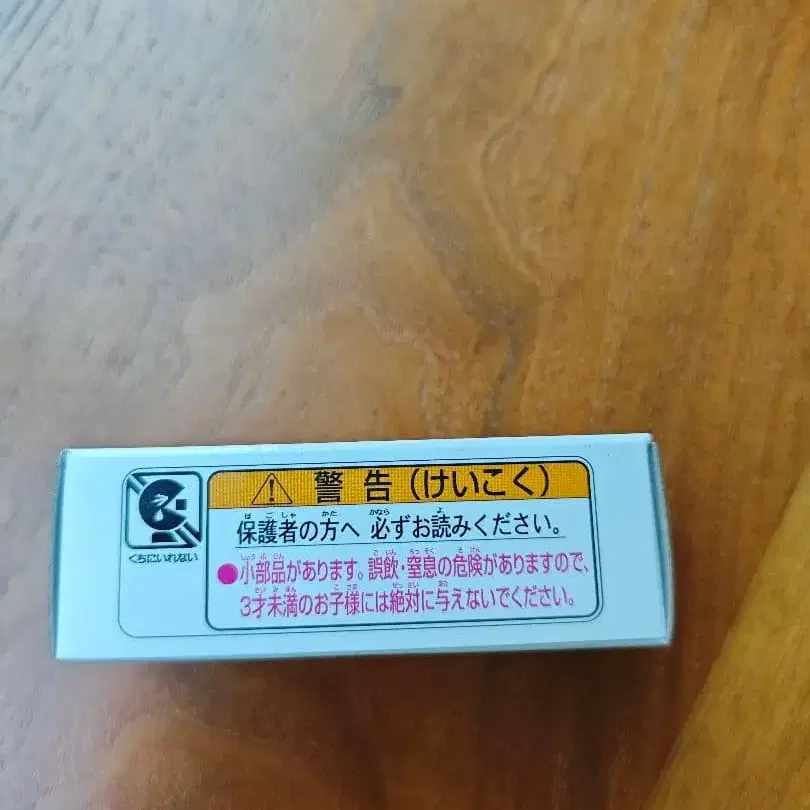 警告(けいこく)
保護者の方へ 必ずお読みください。
●小部品があります。誤飲・窒息の危険がありますので、
3才未満のお子様には絶対に与えないでください。
くちにいれない